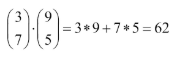 (3 7) · (9 5) = 3*9 + 7*5 = 62